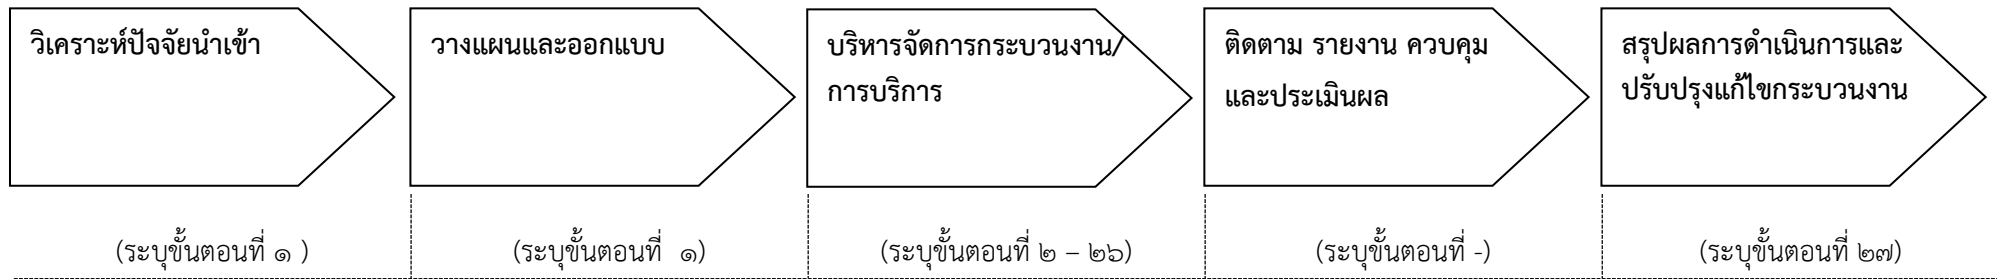 วิเคราะห์ปัจจัยนำเข้า
วางแผนและออกแบบ
บริหารจัดการกระบวนงาน/
การบริการ
ติดตาม รายงาน ควบคุม
และประเมินผล
สรุปผลการดำเนินการและ
ปรับปรุงแก้ไขกระบวนงาน
(ระบุขั้นตอนที่ ๑ )
(ระบุขั้นตอนที่ ๑)
(ระบุขั้นตอนที่ ๒ – ๒๖)
(ระบุขั้นตอนที่ -)
(ระบุขั้นตอนที่ ๒๗)